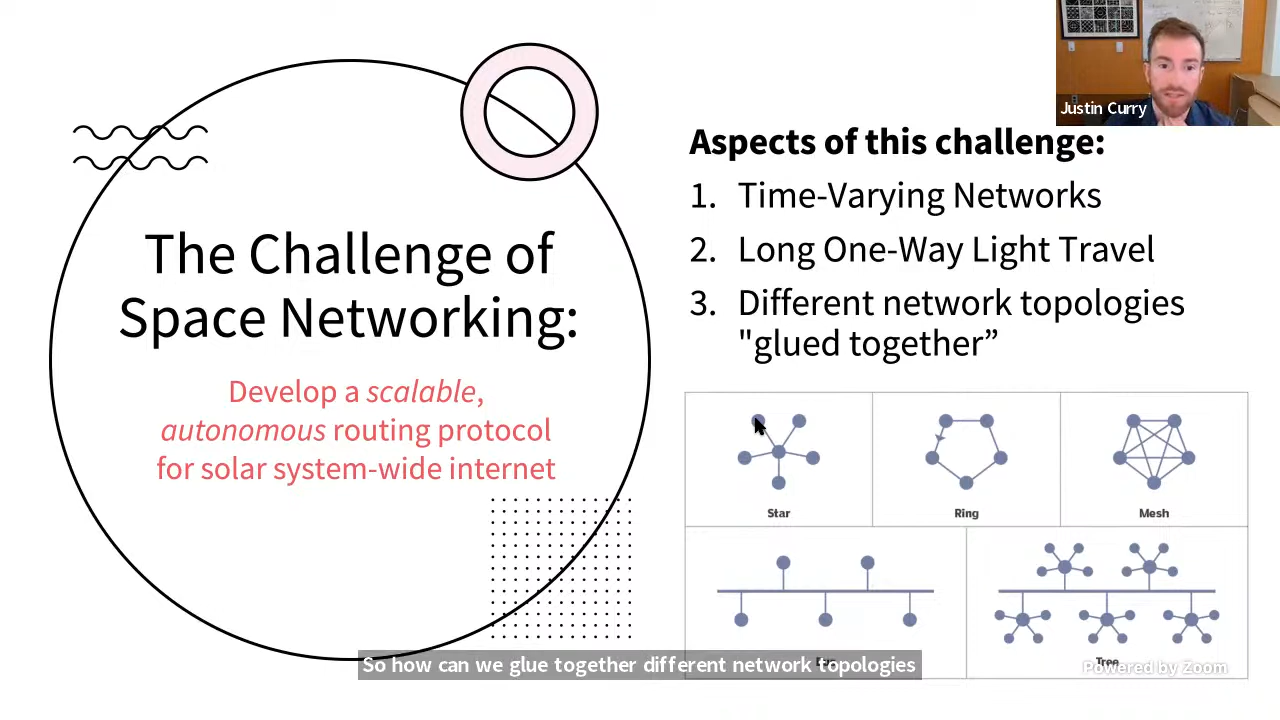 Justin Curry
The Challenge of
Space Networking:
Develop a scalable,
autonomous routing protocol
for solar system-wide internet
Aspects of this challenge:
1. Time-Varying Networks
2. Long One-Way Light Travel
3. Different network topologies
"glued together”
Star
Ring
Mesh
Tree
So how can we glue together different network topologies
Powered by Zoom